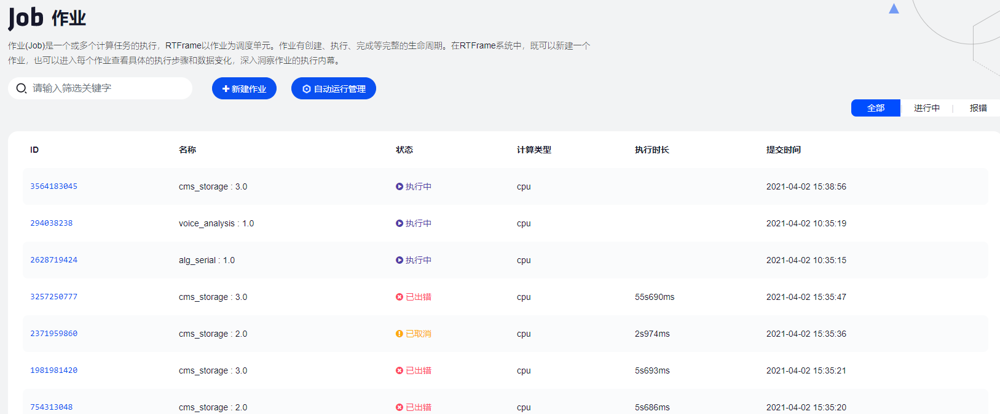 Job 作业
作业(Job)是一个或多个计算任务的执行，RTFrame以作业为调度单元。作业有创建、执行、完成等完整的生命周期。在RTFrame系统中，既可以新建一个
作业，也可以进入每个作业查看具体的执行步骤和数据变化，深入洞察作业的执行内幕。
请输入筛选关键字 新建作业 自动运行管理
全部 进行中 报错
ID 名称 状态 计算类型 执行时长 提交时间
3564183045 cms_storage : 3.0 执行中 cpu 2021-04-02 15:38:56
294038238 voice_analysis : 1.0 执行中 cpu 2021-04-02 10:35:19
2628719424 alg_serial : 1.0 执行中 cpu 2021-04-02 10:35:15
3257250777 cms_storage : 3.0 已出错 cpu 55s690ms 2021-04-02 15:35:47
2371959860 cms_storage : 2.0 已取消 cpu 2s974ms 2021-04-02 15:35:36
1981981420 cms_storage : 3.0 已出错 cpu 5s693ms 2021-04-02 15:35:21
754313048 cms_storage : 2.0 已出错 cpu 5s686ms 2021-04-02 15:35:20